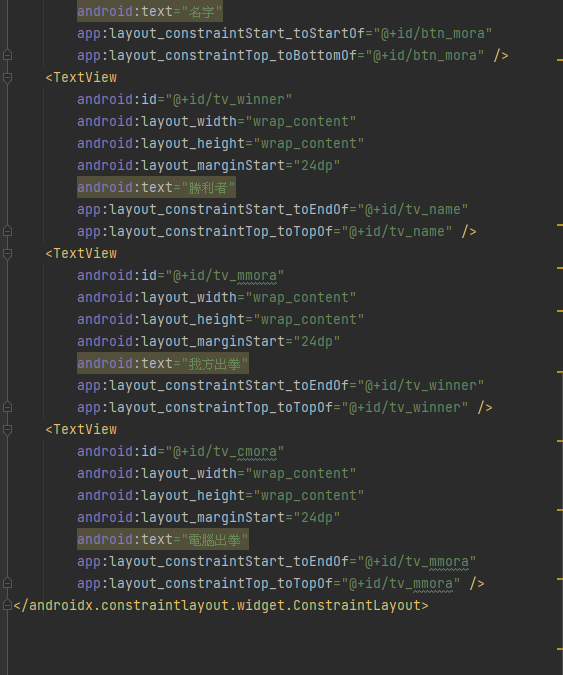 android:text="名字"
app:layout_constraintStart_toStartOf="@+id/btn_mora"
app:layout_constraintTop_toBottomOf="@+id/btn_mora" />
<TextView
android:id="@+id/tv_winner"
android:layout_width="wrap_content"
android:layout_height="wrap_content"
android:layout_marginStart="24dp"
android:text="勝利者"
app:layout_constraintStart_toEndOf="@+id/tv_name"
app:layout_constraintTop_toTopOf="@+id/tv_name" />
<TextView
android:id="@+id/tv_mmora"
android:layout_width="wrap_content"
android:layout_height="wrap_content"
android:layout_marginStart="24dp"
android:text="我方出拳"
app:layout_constraintStart_toEndOf="@+id/tv_winner"
app:layout_constraintTop_toTopOf="@+id/tv_winner" />
<TextView
android:id="@+id/tv_cmora"
android:layout_width="wrap_content"
android:layout_height="wrap_content"
android:layout_marginStart="24dp"
android:text="電腦出拳"
app:layout_constraintStart_toEndOf="@+id/tv_mmora"
app:layout_constraintTop_toTopOf="@+id/tv_mmora" />
</androidx.constraintlayout.widget.ConstraintLayout>